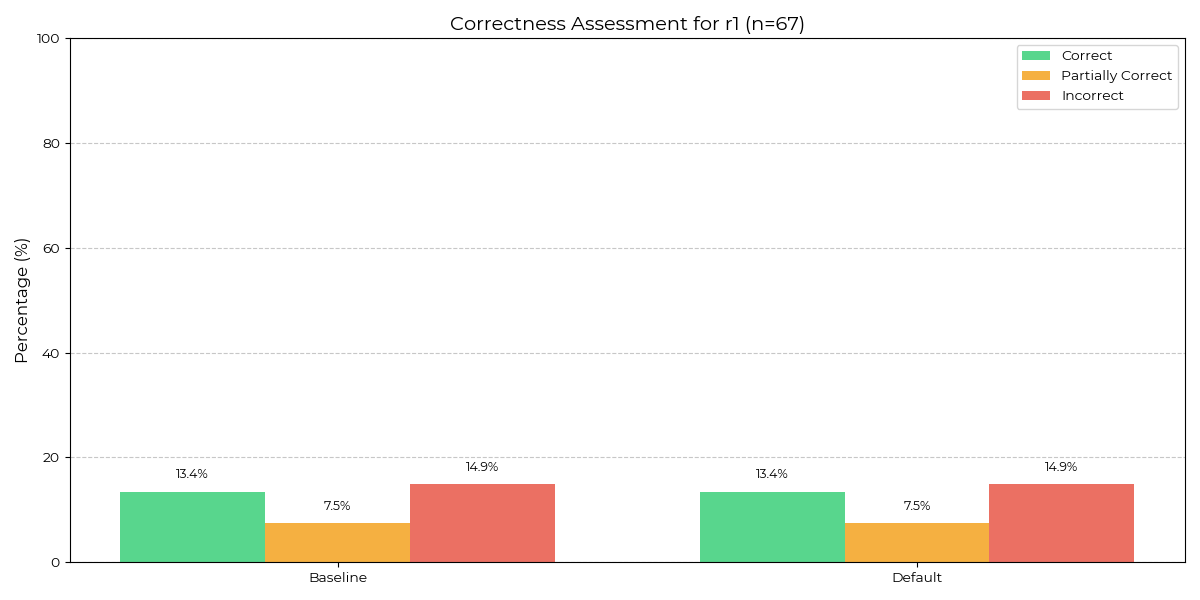 Correctness Assessment for r1 (n=67)
Correct
Partially Correct
Incorrect
Percentage (%)
100
80
60
40
20
0
13.4%
7.5%
14.9%
13.4%
7.5%
14.9%
Baseline
Default